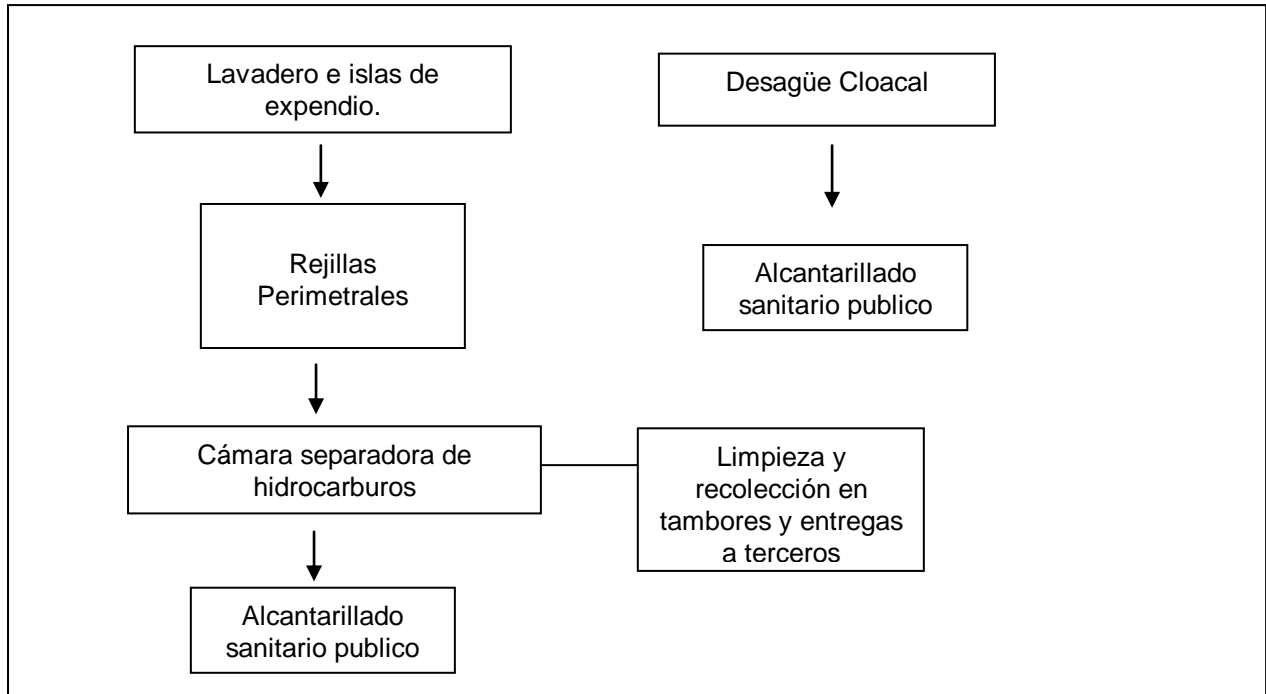 Lavadero e islas de
expendio.
Desagüe Cloacal
Rejillas
Perimetrales
Alcantarillado
sanitario publico
Cámara separadora de
hidrocarburos
Limpieza y
recolección en
tambores y entregas
a terceros
Alcantarillado
sanitario publico